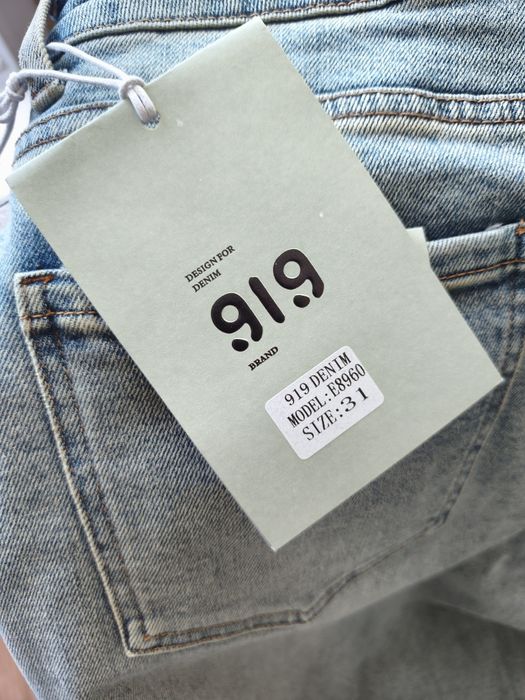 DESIGN FOR
DENIM
919
BRAND
919 DENIM
MODEL:E8960
SIZE:31